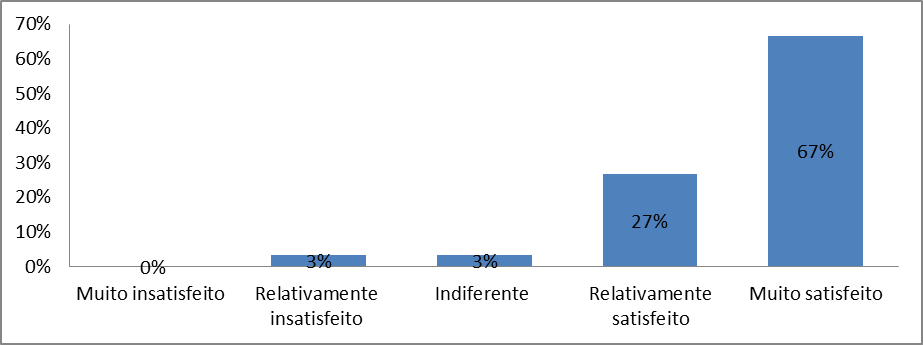 70%
60%
50%
40%
30%
20%
10%
0%
0%
3%
3%
27%
67%
Muito insatisfeito
Relativamente
insatisfeito
Indiferente
Relativamente
satisfeito
Muito satisfeito